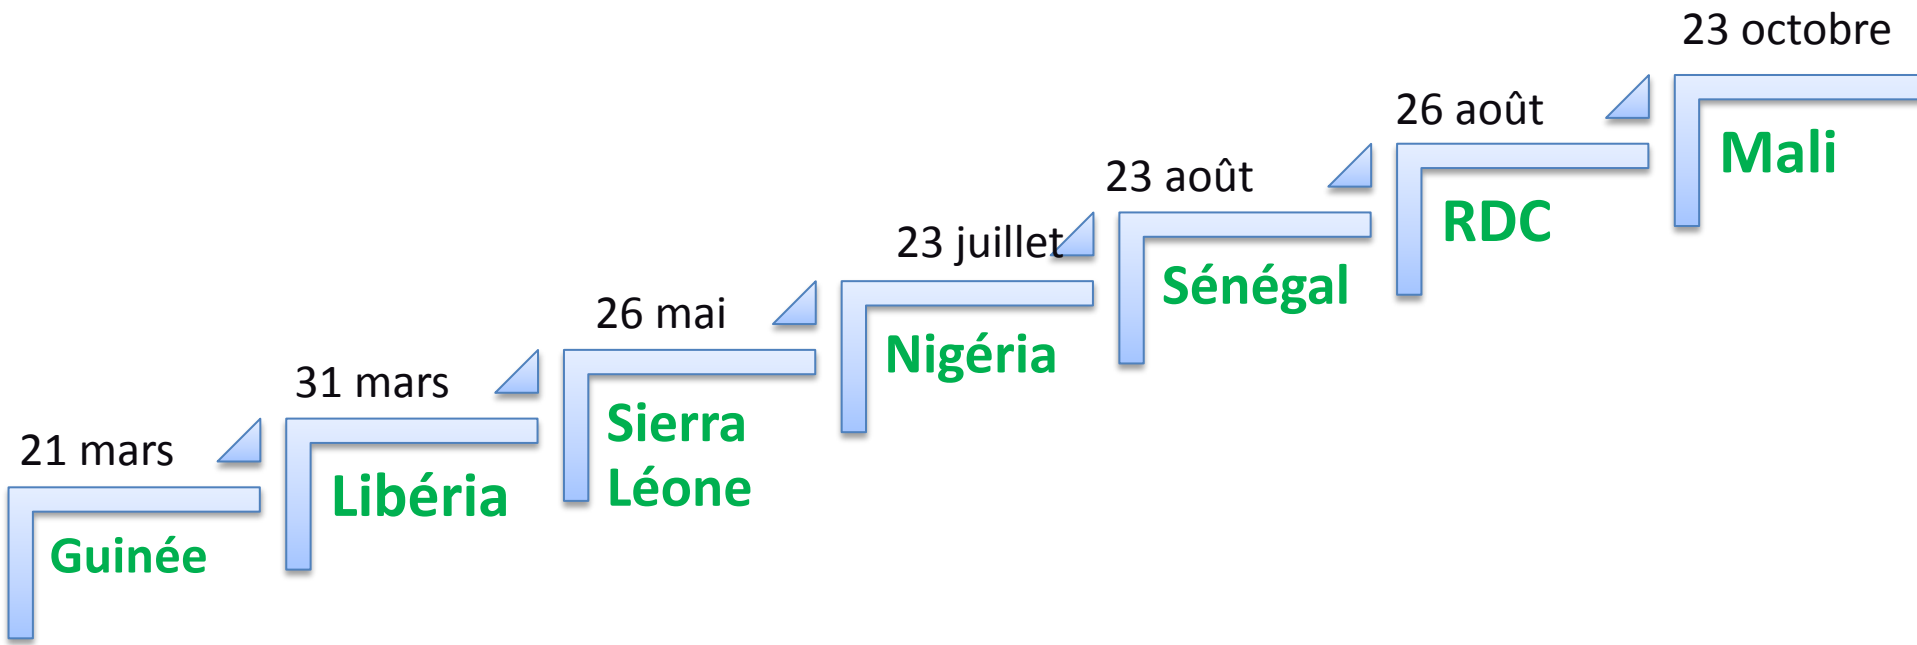 21 mars
Guinée
31 mars
Libéria
26 mai
Sierra
Léone
23 juillet
Nigéria
23 août
Sénégal
26 août
RDC
23 octobre
Mali